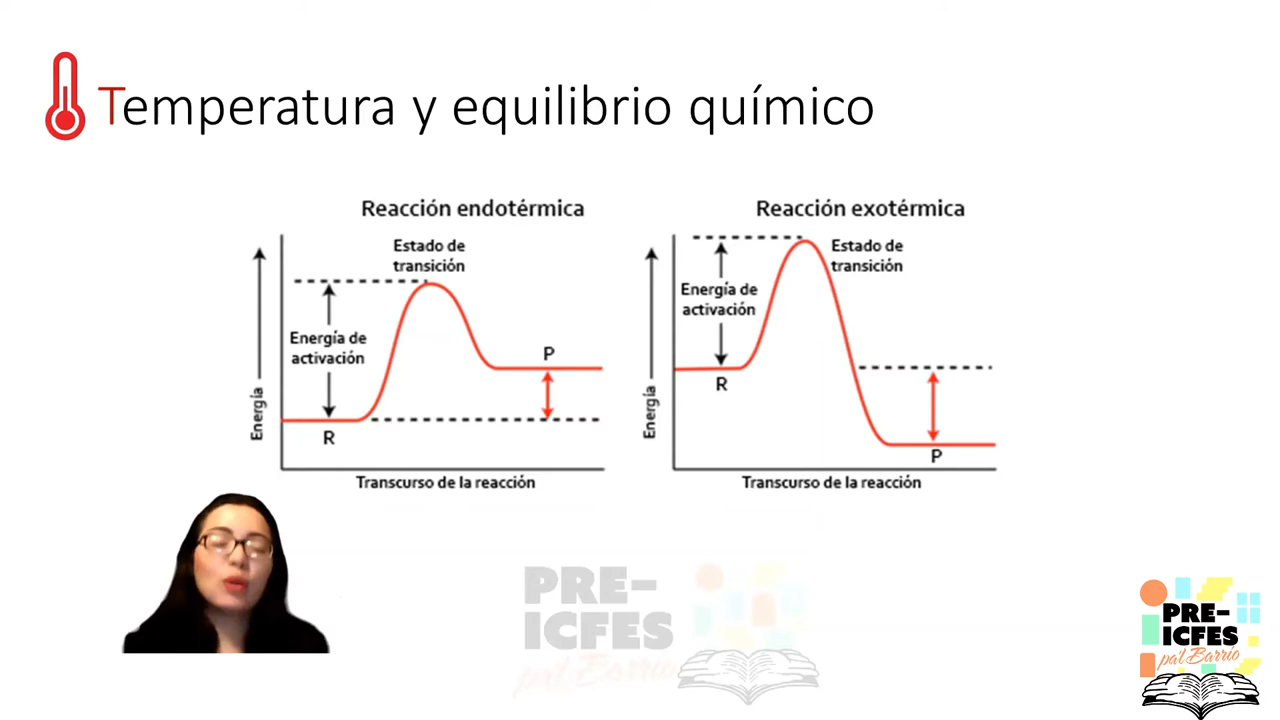 Temperatura y equilibrio químico
Reacción endotérmica
Estado de
transición
Energía de
activación
P
R
Energía
Transcurso de la reacción
Reacción exotérmica
Estado de
transición
Energía de
activación
R
P
Energía
Transcurso de la reacción
PRE-
ICFES
pa'l Barrio
PRE-
ICFES
pa'l Barrio